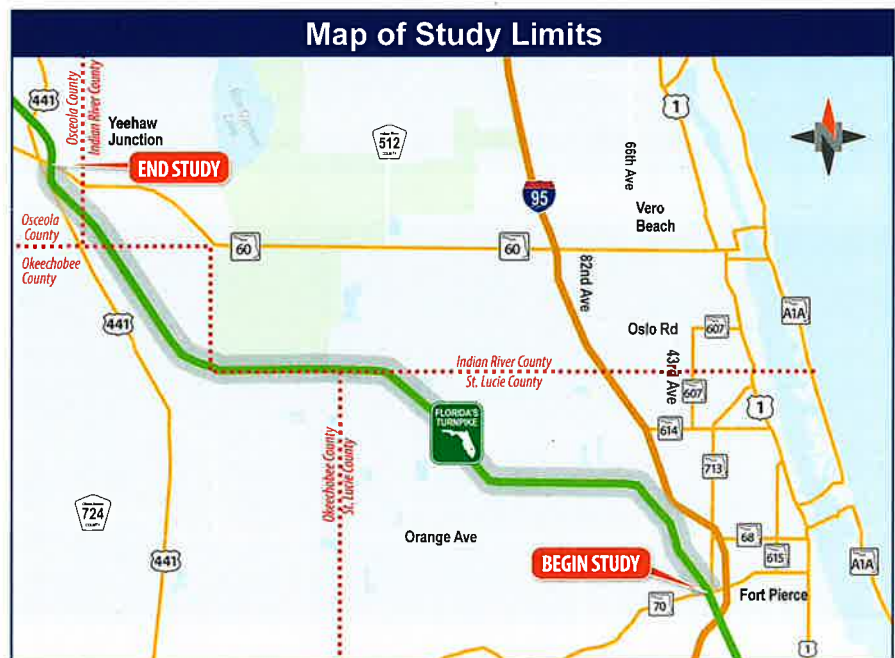 Map of Study Limits
441
Osceola County
Indian River County
Yeehaw
Junction
END STUDY
512
COUNTY
95
66th Ave
1
N
Vero
Beach
Osceola
County
Okeechobee
County
60
60
82nd Ave
441
Oslo Rd
607
A1A
Indian River County
St. Lucie County
43rd Ave
607
1
FLORIDA'S
TURNPIKE
614
713
Okeechobee County
St. Lucie County
724
COUNTY
Orange Ave
441
BEGIN STUDY
68
615
A1A
70
Fort Pierce
1